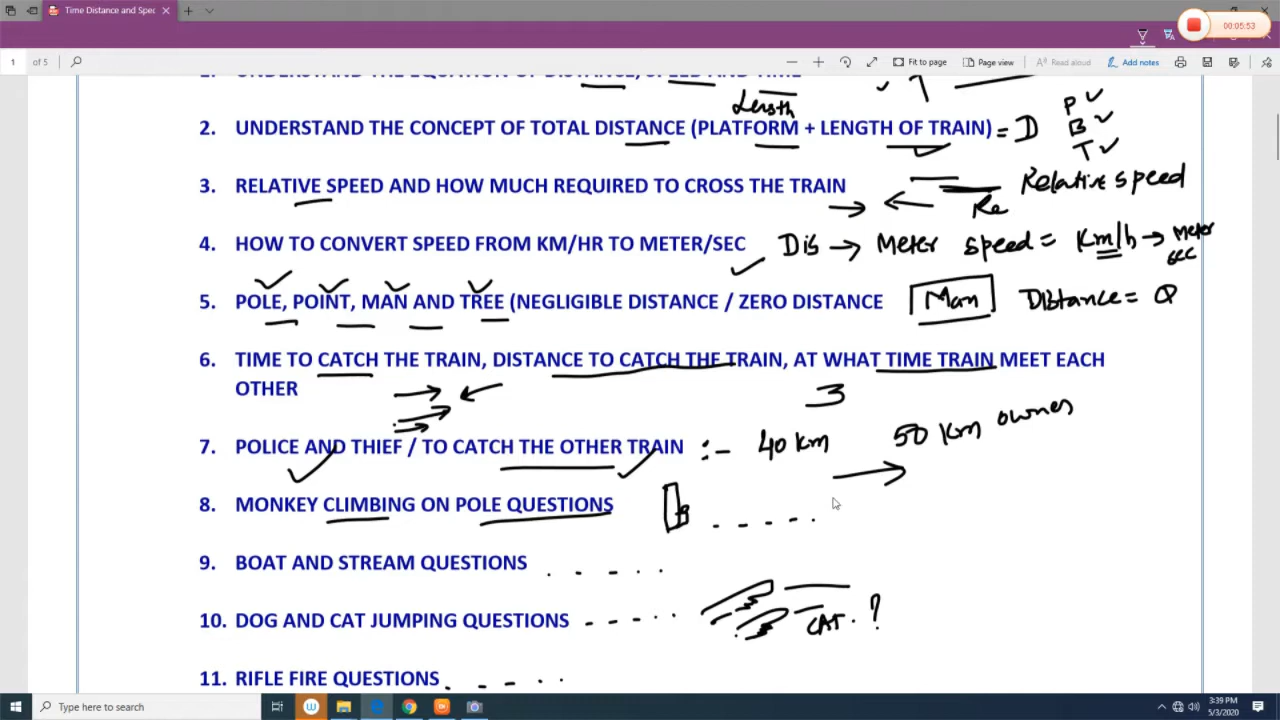 Time Distance and Spec
00:05:53
1 of 5
Fit to page
Page view
Read aloud
Add notes
Length
2. UNDERSTAND THE CONCEPT OF TOTAL DISTANCE (PLATFORM + LENGTH OF TRAIN) = D
P
B
T
3. RELATIVE SPEED AND HOW MUCH REQUIRED TO CROSS THE TRAIN
Relative speed
Re
4. HOW TO CONVERT SPEED FROM KM/HR TO METER/SEC
Dis → Meter speed = Km/h → Meter
sec
5. POLE, POINT, MAN AND TREE (NEGLIGIBLE DISTANCE / ZERO DISTANCE
Man Distance = 0
6. TIME TO CATCH THE TRAIN, DISTANCE TO CATCH THE TRAIN, AT WHAT TIME TRAIN MEET EACH
OTHER
3
7. POLICE AND THIEF / TO CATCH THE OTHER TRAIN :- 40 km 50 km owner
8. MONKEY CLIMBING ON POLE QUESTIONS
9. BOAT AND STREAM QUESTIONS
10. DOG AND CAT JUMPING QUESTIONS
CAT. ?
11. RIFLE FIRE QUESTIONS
Type here to search
3:39 PM
5/3/2020